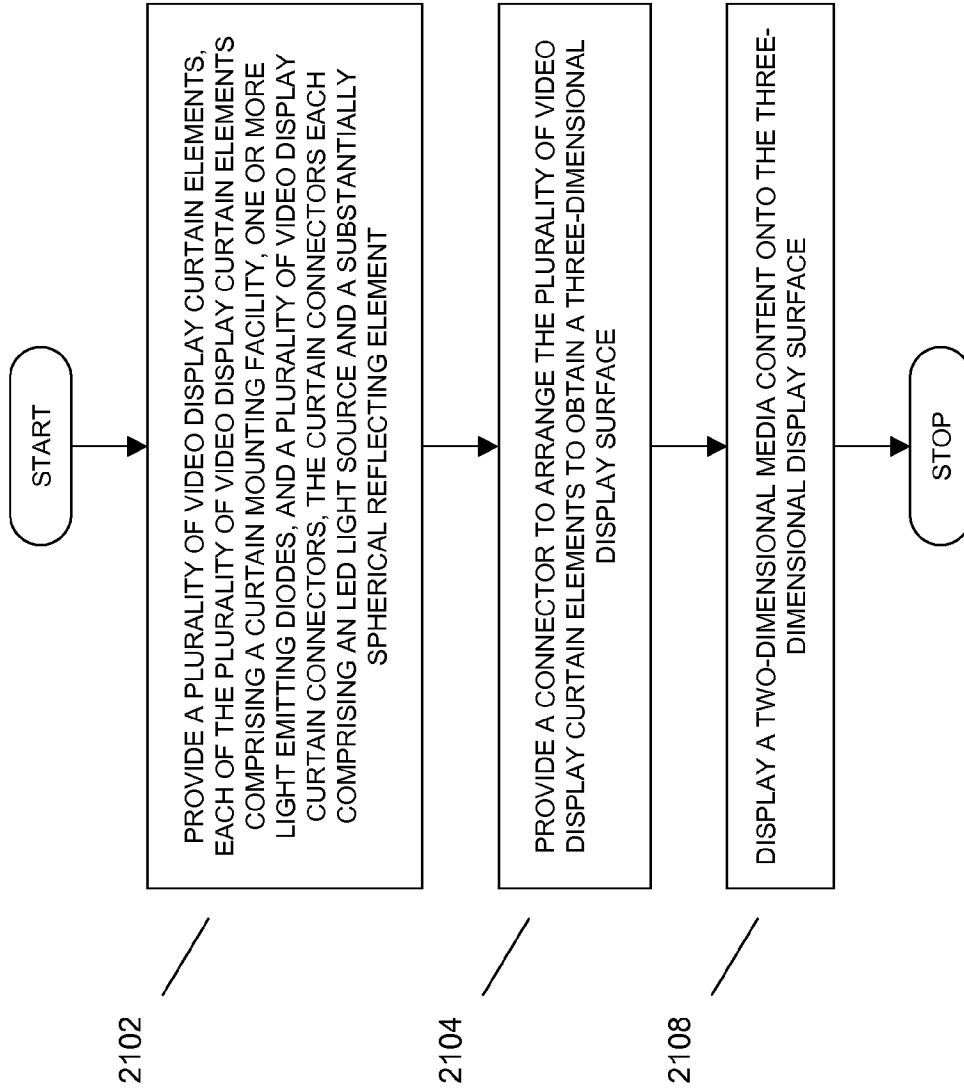 START
2102
PROVIDE A PLURALITY OF VIDEO DISPLAY CURTAIN ELEMENTS,
EACH OF THE PLURALITY OF VIDEO DISPLAY CURTAIN ELEMENTS
COMPRISING A CURTAIN MOUNTING FACILITY, ONE OR MORE
LIGHT EMITTING DIODES, AND A PLURALITY OF VIDEO DISPLAY
CURTAIN CONNECTORS, THE CURTAIN CONNECTORS EACH
COMPRISING AN LED LIGHT SOURCE AND A SUBSTANTIALLY
SPHERICAL REFLECTING ELEMENT
2104
PROVIDE A CONNECTOR TO ARRANGE THE PLURALITY OF VIDEO
DISPLAY CURTAIN ELEMENTS TO OBTAIN A THREE-DIMENSIONAL
DISPLAY SURFACE
2108
DISPLAY A TWO-DIMENSIONAL MEDIA CONTENT ONTO THE THREE-
DIMENSIONAL DISPLAY SURFACE
STOP